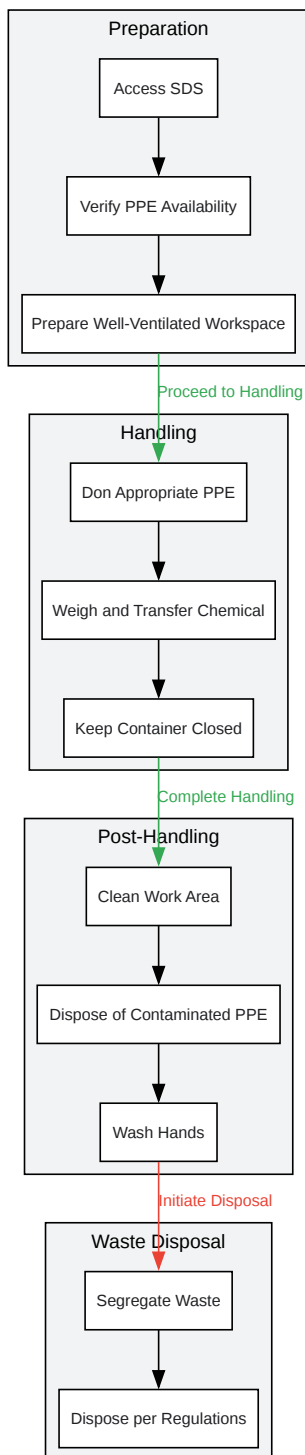 Preparation
Access SDS
Verify PPE Availability
Prepare Well-Ventilated Workspace
Proceed to Handling
Handling
Don Appropriate PPE
Weigh and Transfer Chemical
Keep Container Closed
Complete Handling
Post-Handling
Clean Work Area
Dispose of Contaminated PPE
Wash Hands
Initiate Disposal
Waste Disposal
Segregate Waste
Dispose per Regulations